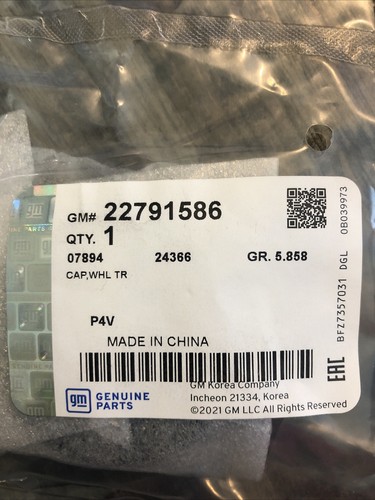 GM# 22791586
QTY. 1
07894 24366 GR. 5.858
CAP,WHL TR
P4V
MADE IN CHINA
gm GENUINE PARTS
GM Korea Company
Incheon 21334, Korea
©2021 GM LLC All Rights Reserved
BFZ7357031 DGL 0B039973
EAC